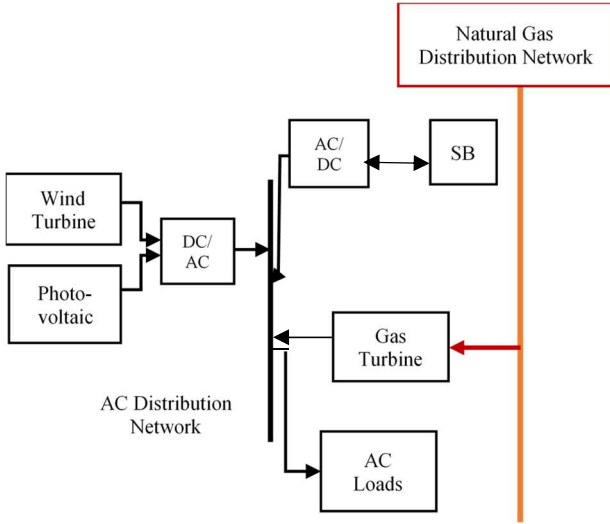 Natural Gas
Distribution Network
AC/
DC
SB
Wind
Turbine
DC/
AC
Photo-
voltaic
Gas
Turbine
AC Distribution
Network
AC
Loads